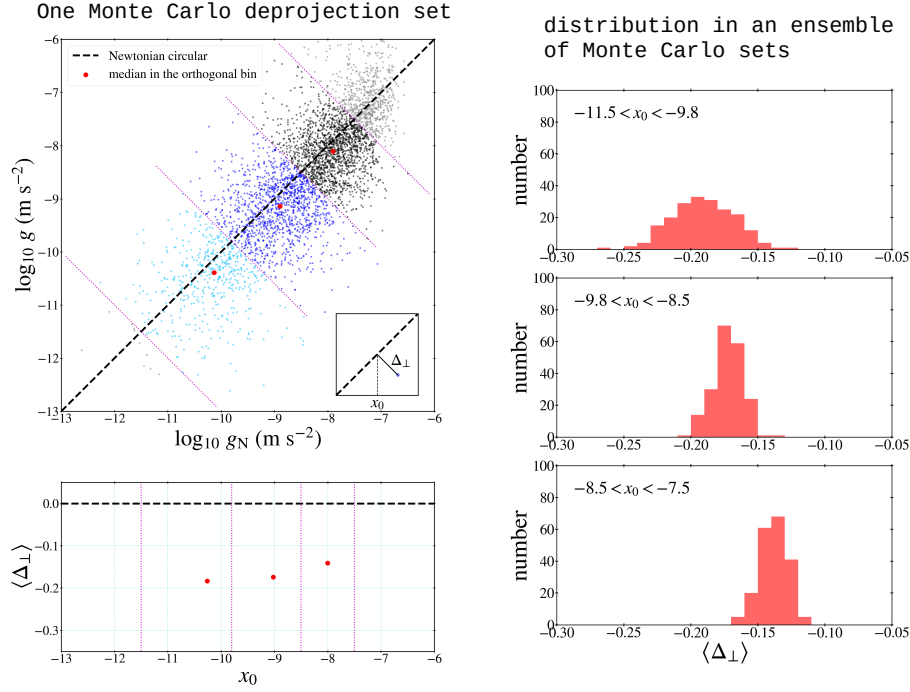 One Monte Carlo deprojection set
−6
−7
−8
−9
−10
−11
−12
−13
log₁₀ g (m s⁻²)
Newtonian circular
median in the orthogonal bin
Δ⊥
x₀
−13 −12 −11 −10 −9 −8 −7 −6
log₁₀ g_N (m s⁻²)
0.0
−0.1
−0.2
−0.3
⟨Δ⊥⟩
−13 −12 −11 −10 −9 −8 −7 −6
x₀
distribution in an ensemble
of Monte Carlo sets
100
80
60
40
20
0
number
−11.5 < x₀ < −9.8
−0.30 −0.25 −0.20 −0.15 −0.10 −0.05
100
80
60
40
20
0
number
−9.8 < x₀ < −8.5
−0.30 −0.25 −0.20 −0.15 −0.10 −0.05
100
80
60
40
20
0
number
−8.5 < x₀ < −7.5
−0.30 −0.25 −0.20 −0.15 −0.10 −0.05
⟨Δ⊥⟩